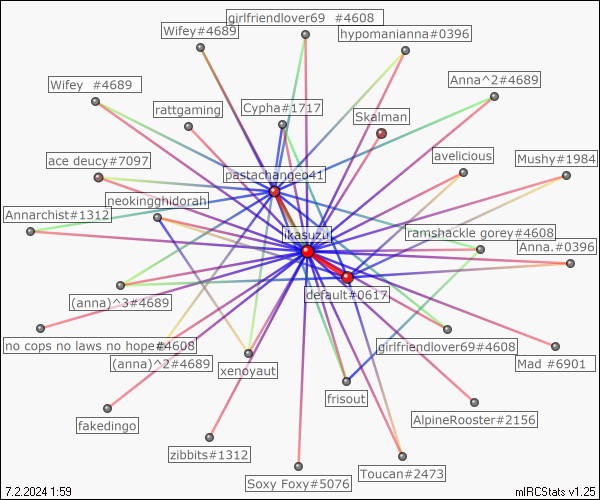 girlfriendlover69 #4608
Wifey#4689
hypomanianna#0396
Wifey #4689
Anna^2#4689
rattgaming
Cypha#1717
Skalman
ace deucy#7097
avelicious
Mushy#1984
pastachangeo41
neokingghidorah
Annarchist#1312
ikasuzu
ramshackle gorey#4608
Anna.#0396
default#0617
(anna)^3#4689
no cops no laws no hope#4608
girlfriendlover69#4608
(anna)^2#4689
xenoyaut
Mad #6901
frisout
AlpineRooster#2156
fakedingo
zibbits#1312
Toucan#2473
Soxy Foxy#5076
7.2.2024 1:59
mIRCStats v1.25